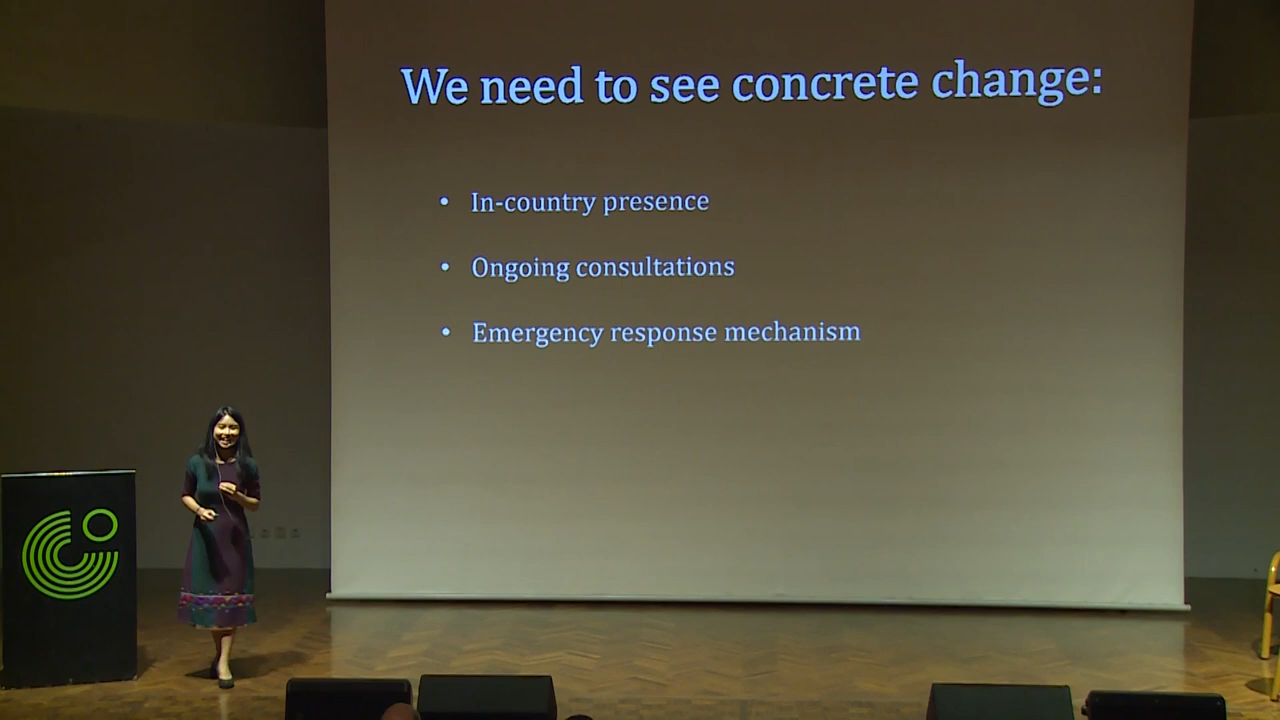 We need to see concrete change:
• In-country presence
• Ongoing consultations
• Emergency response mechanism